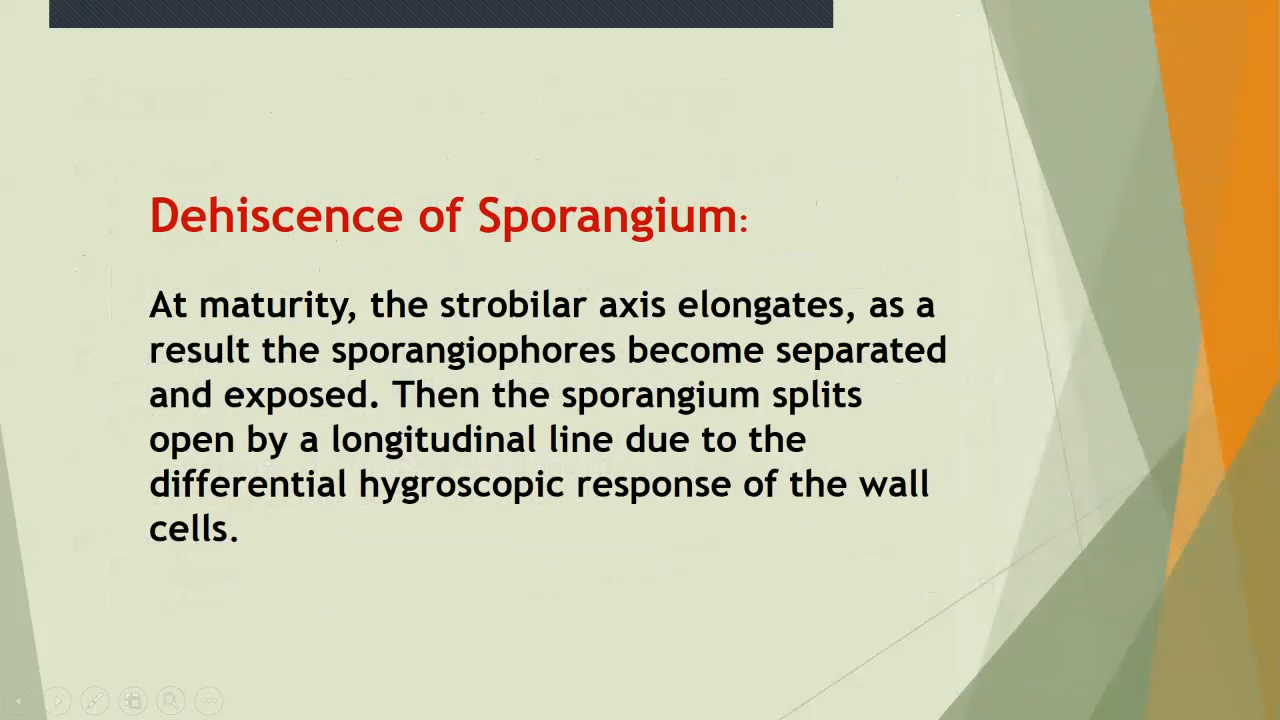 Dehiscence of Sporangium:
At maturity, the strobilar axis elongates, as a
result the sporangiophores become separated
and exposed. Then the sporangium splits
open by a longitudinal line due to the
differential hygroscopic response of the wall
cells.